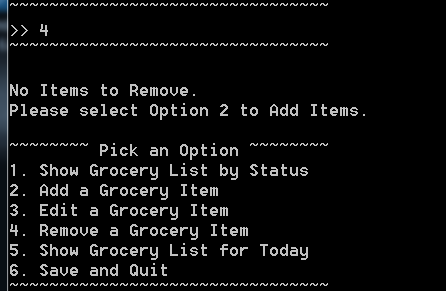 ~~~~~~~~~~~~~~~~~~~~~~~~~~~~~~~~
>> 4
~~~~~~~~~~~~~~~~~~~~~~~~~~~~~~~~
No Items to Remove.
Please select Option 2 to Add Items.
~~~~~~~~ Pick an Option ~~~~~~~~
1. Show Grocery List by Status
2. Add a Grocery Item
3. Edit a Grocery Item
4. Remove a Grocery Item
5. Show Grocery List for Today
6. Save and Quit
~~~~~~~~~~~~~~~~~~~~~~~~~~~~~~~~